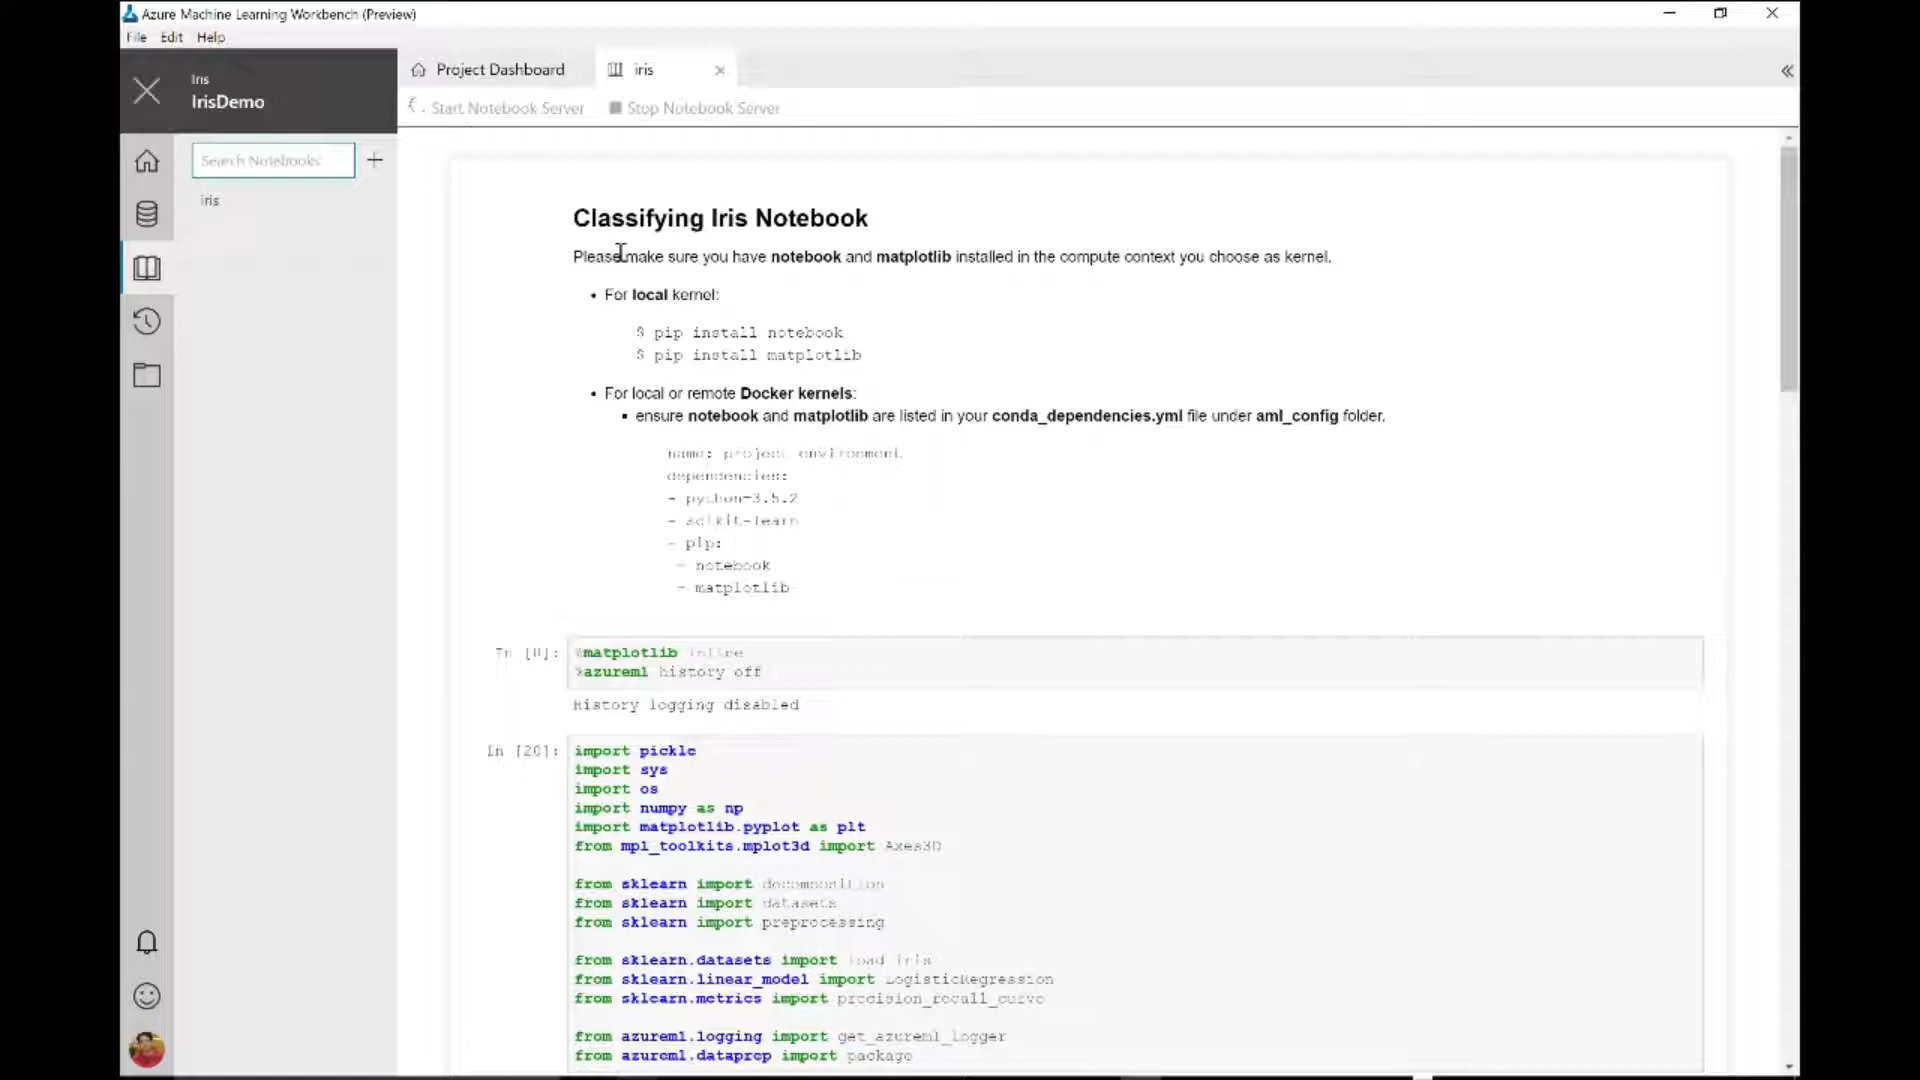 Azure Machine Learning Workbench (Preview)
File Edit Help
Iris
IrisDemo
Project Dashboard
iris
Start Notebook Server
Stop Notebook Server
Search Notebooks
iris
Classifying Iris Notebook
Please make sure you have notebook and matplotlib installed in the compute context you choose as kernel.
• For local kernel:
$ pip install notebook
$ pip install matplotlib
• For local or remote Docker kernels:
▪ ensure notebook and matplotlib are listed in your conda_dependencies.yml file under aml_config folder.
name: project_environment
dependencies:
- python=3.5.2
- scikit-learn
- pip:
- notebook
- matplotlib
In [8]:
%matplotlib inline
%azureml history off
History logging disabled
In [20]:
import pickle
import sys
import os
import numpy as np
import matplotlib.pyplot as plt
from mpl_toolkits.mplot3d import Axes3D
from sklearn import decomposition
from sklearn import datasets
from sklearn import preprocessing
from sklearn.datasets import load_iris
from sklearn.linear_model import LogisticRegression
from sklearn.metrics import precision_recall_curve
from azureml.logging import get_azureml_logger
from azureml.dataprep import package